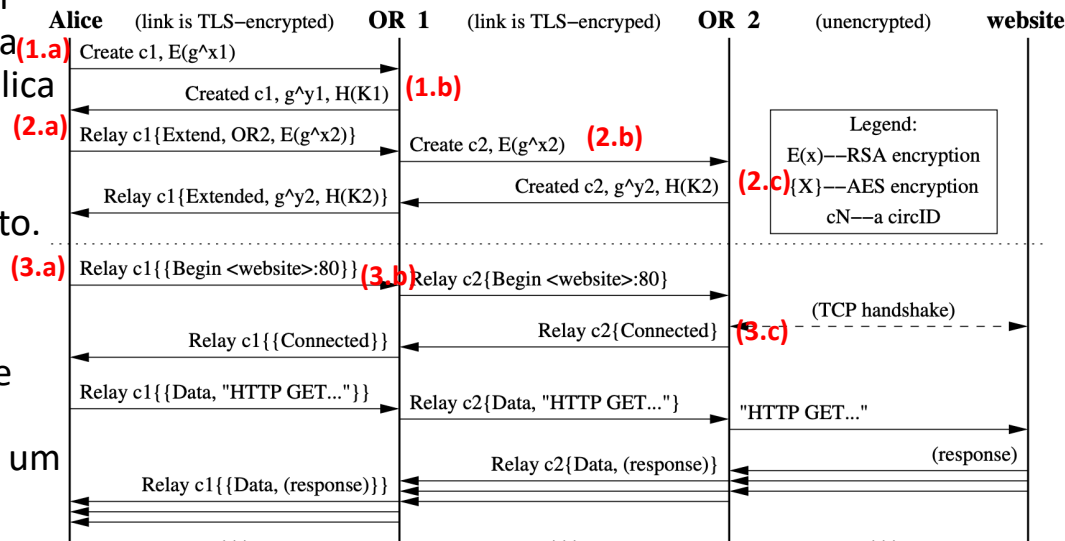 Alice (link is TLS−encrypted) OR 1 (link is TLS−encryped) OR 2 (unencrypted) website
a
(1.a) Create c1, E(g^x1)
lica
Created c1, g^y1, H(K1) (1.b)
(2.a) Relay c1{Extend, OR2, E(g^x2)}
Create c2, E(g^x2) (2.b)
Legend:
E(x)−−RSA encryption
{X}−−AES encryption
cN−−a circID
Created c2, g^y2, H(K2) (2.c)
Relay c1{Extended, g^y2, H(K2)}
to.
(3.a) Relay c1{{Begin <website>:80}} (3.b)
Relay c2{Begin <website>:80}
(TCP handshake)
Relay c2{Connected} (3.c)
Relay c1{{Connected}}
e
Relay c1{{Data, "HTTP GET..."}}
Relay c2{Data, "HTTP GET..."}
"HTTP GET..."
um
(response)
Relay c2{Data, (response)}
Relay c1{{Data, (response)}}